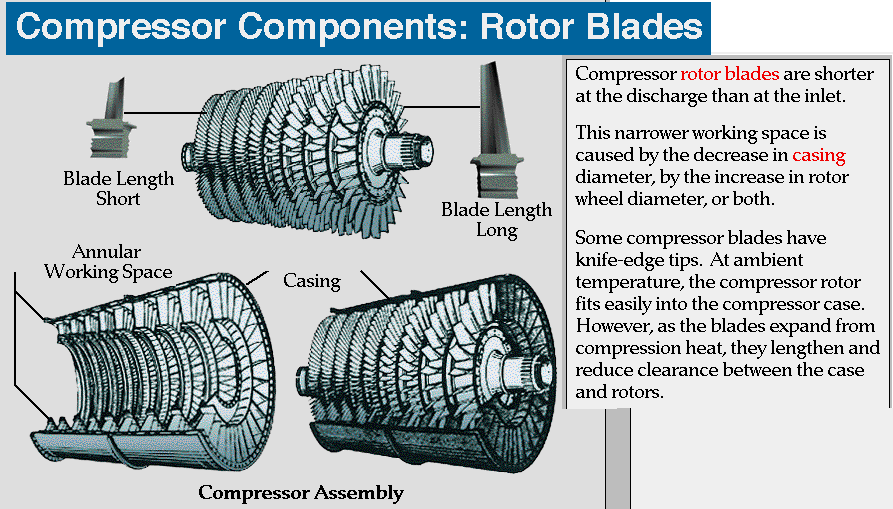 Compressor Components: Rotor Blades
Blade Length
Short
Blade Length
Long
Annular
Working Space
Casing
Compressor Assembly
Compressor rotor blades are shorter
at the discharge than at the inlet.
This narrower working space is
caused by the decrease in casing
diameter, by the increase in rotor
wheel diameter, or both.
Some compressor blades have
knife-edge tips. At ambient
temperature, the compressor rotor
fits easily into the compressor case.
However, as the blades expand from
compression heat, they lengthen and
reduce clearance between the case
and rotors.